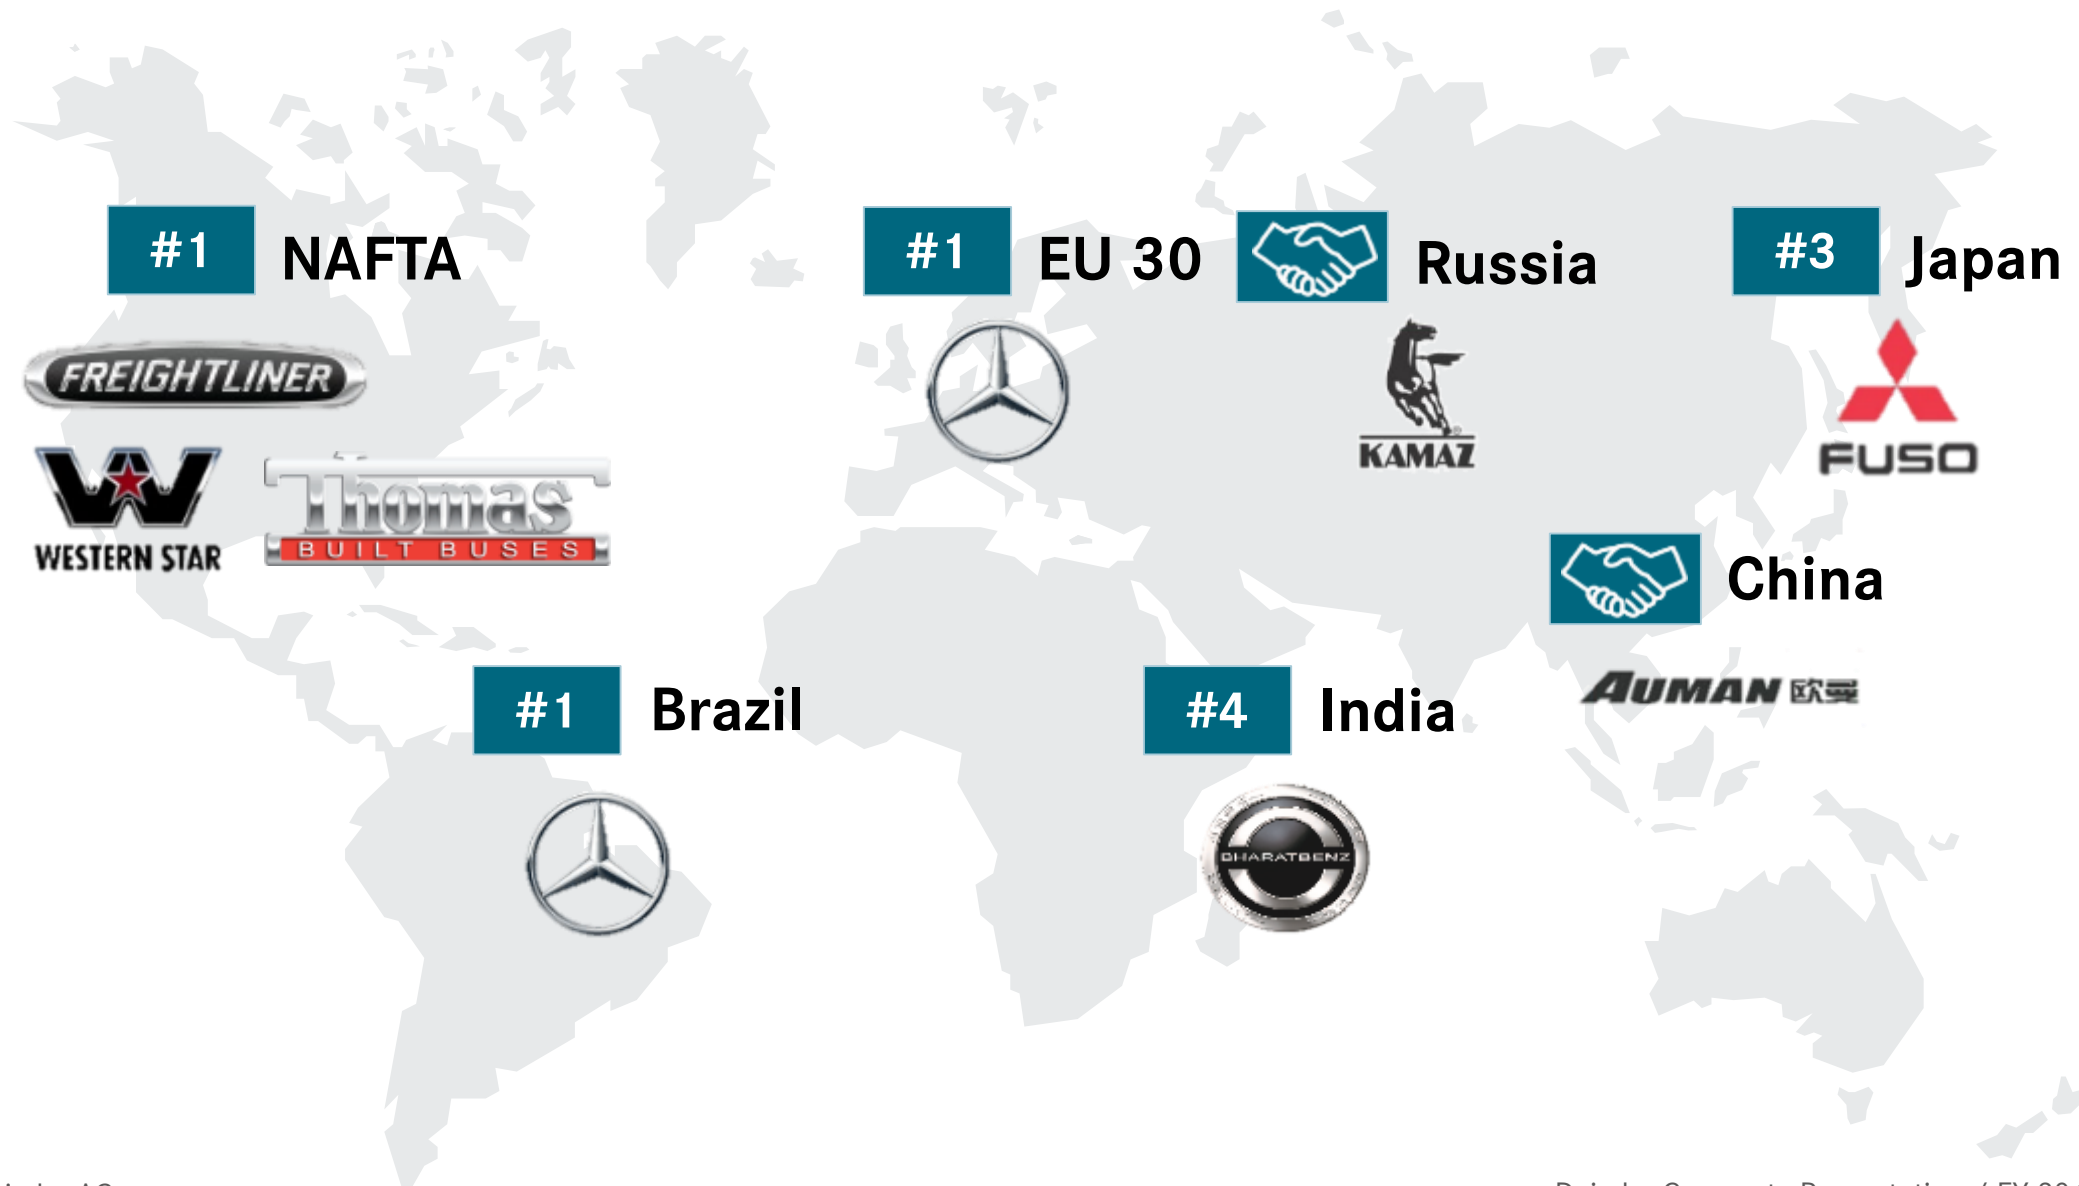 #1 NAFTA
FREIGHTLINER
WESTERN STAR
Thomas
BUILT BUSES
#1 EU 30
Russia
KAMAZ
#3 Japan
FUSO
China
AUMAN 欧曼
#1 Brazil
#4 India
BHARATBENZ